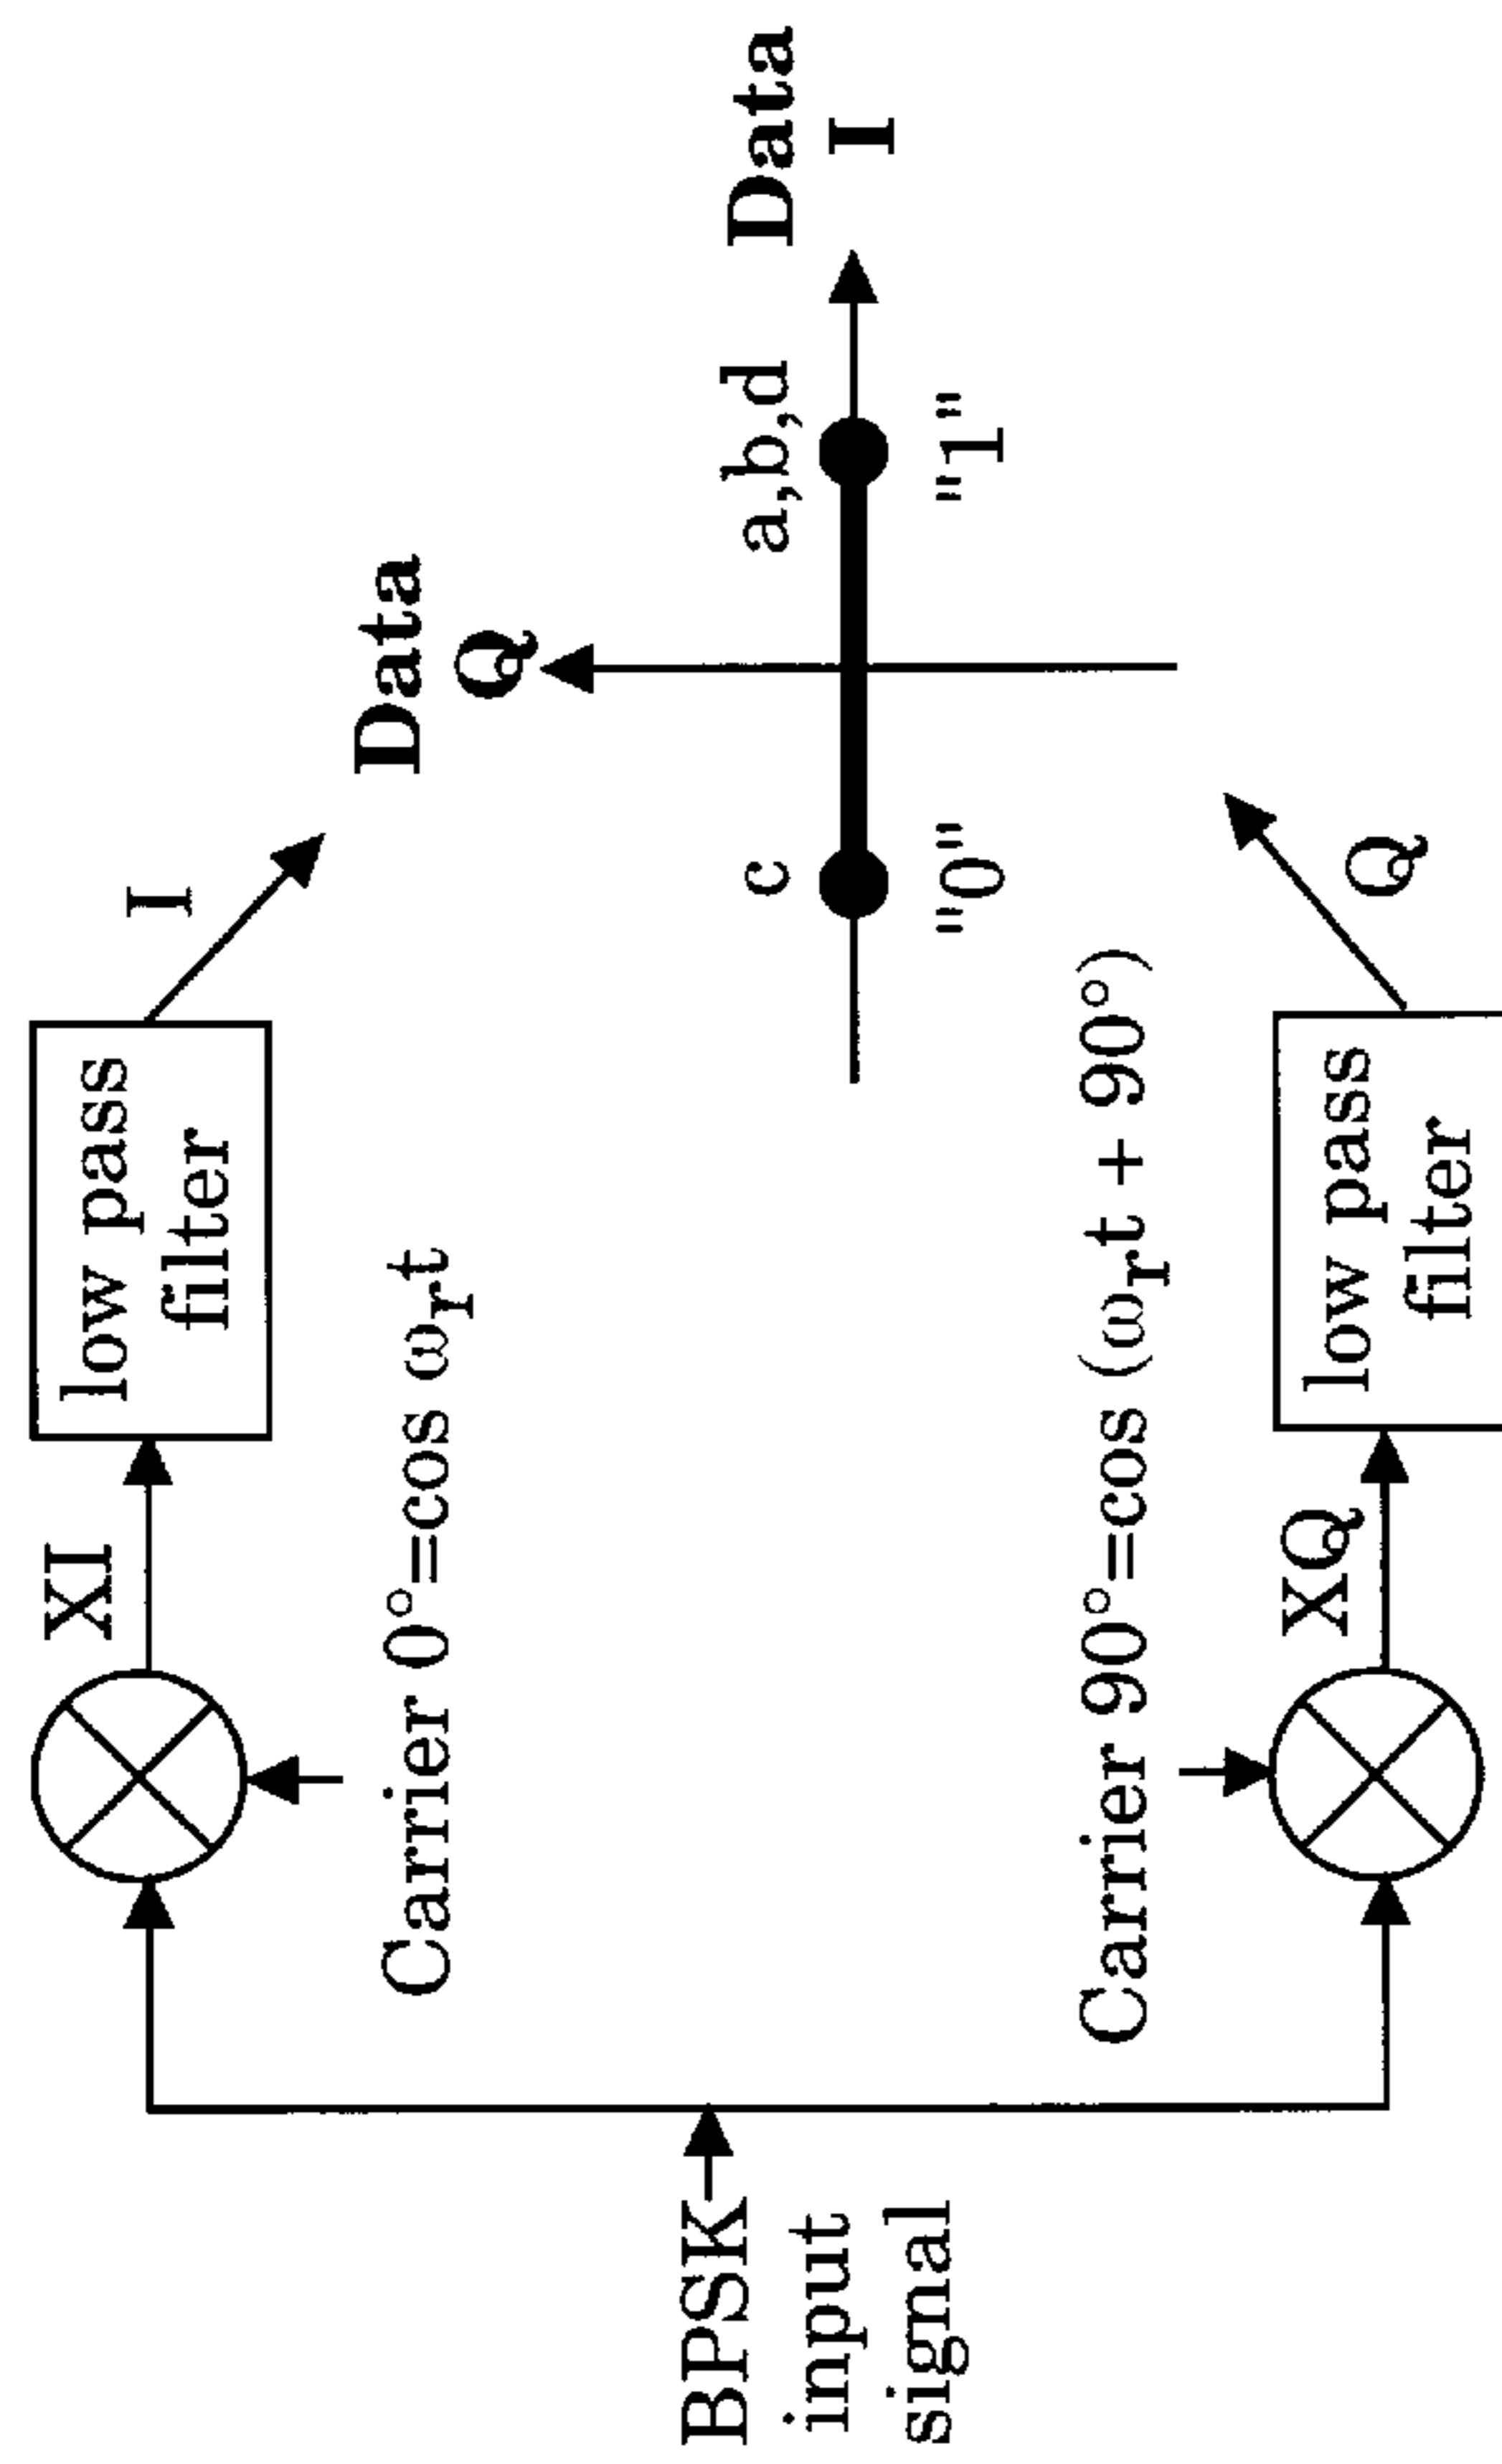 XI
low pass
filter
I
Carrier 0°=cos ωrt
Data
Q
BPSK
input
signal
c
a,b,d
Data
I
"0"
"1"
Carrier 90°=cos (ωrt + 90°)
XQ
low pass
filter
Q